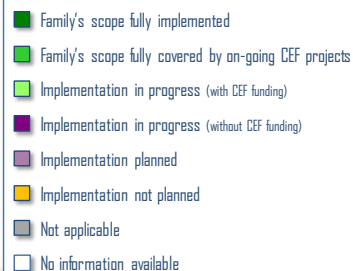 Family's scope fully implemented
Family's scope fully covered by on-going CEF projects
Implementation in progress (with CEF funding)
Implementation in progress (without CEF funding)
Implementation planned
Implementation not planned
Not applicable
No information available